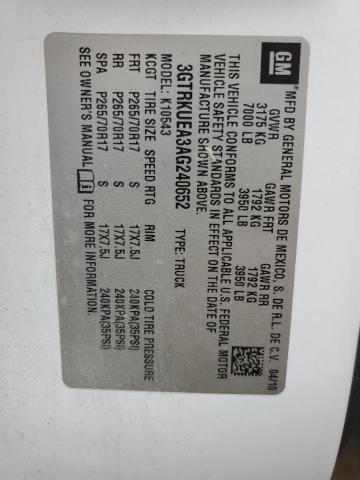 GM
MFD BY GENERAL MOTORS DE MEXICO, S. DE R.L. DE C.V. 04/10
GVWR GAWR FRT GAWR RR
3175 KG 1792 KG 1792 KG
7000 LB 3950 LB 3950 LB
THIS VEHICLE CONFORMS TO ALL APPLICABLE U.S. FEDERAL MOTOR
VEHICLE SAFETY STANDARDS IN EFFECT ON THE DATE OF
MANUFACTURE SHOWN ABOVE.
3GTRKUEA3AG240652 TYPE: TRUCK
MODEL: K10543
KCGT TIRE SIZE SPEED RTG RIM COLD TIRE PRESSURE
FRT P265/70R17 S 17X7.5J 240KPA(35PSI)
RR P265/70R17 S 17X7.5J 240KPA(35PSI)
SPA P265/70R17 S 17X7.5J 240KPA(35PSI)
SEE OWNERS MANUAL FOR MORE INFORMATION.